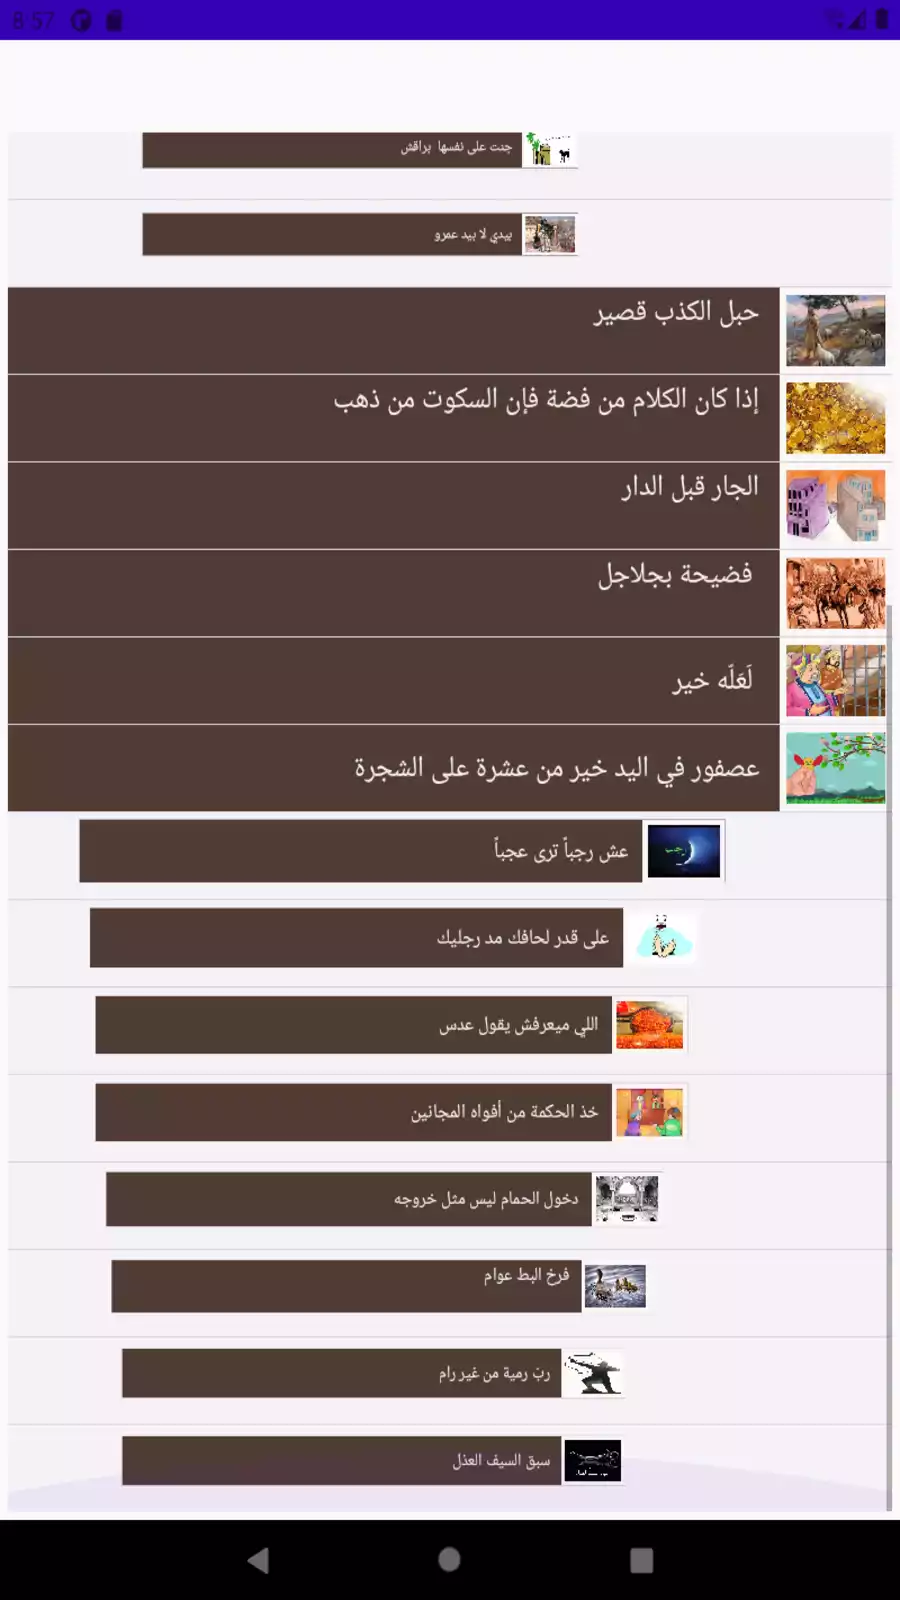 8:57
جنت على نفسها براقش
بيدي لا بيد عمرو
حبل الكذب قصير
إذا كان الكلام من فضة فإن السكوت من ذهب
الجار قبل الدار
فضيحة بجلاجل
لَعَلّه خير
عصفور في اليد خير من عشرة على الشجرة
عش رجباً ترى عجباً
رجب
على قدر لحافك مد رجليك
اللي ميعرفش يقول عدس
خذ الحكمة من أفواه المجانين
دخول الحمام ليس مثل خروجه
فرخ البط عوام
رب رمية من غير رام
سبق السيف العذل